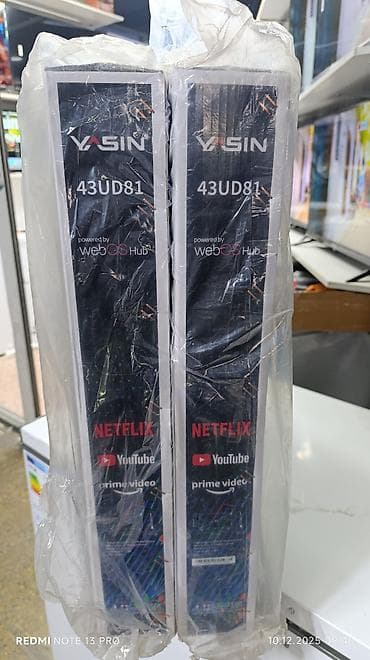 YASIN
43UD81
powered by
webOS Hub
NETFLIX
YouTube
prime video
YASIN
43UD81
powered by
webOS Hub
NETFLIX
YouTube
prime video
REDMI NOTE 13 PRO
10.12.2025